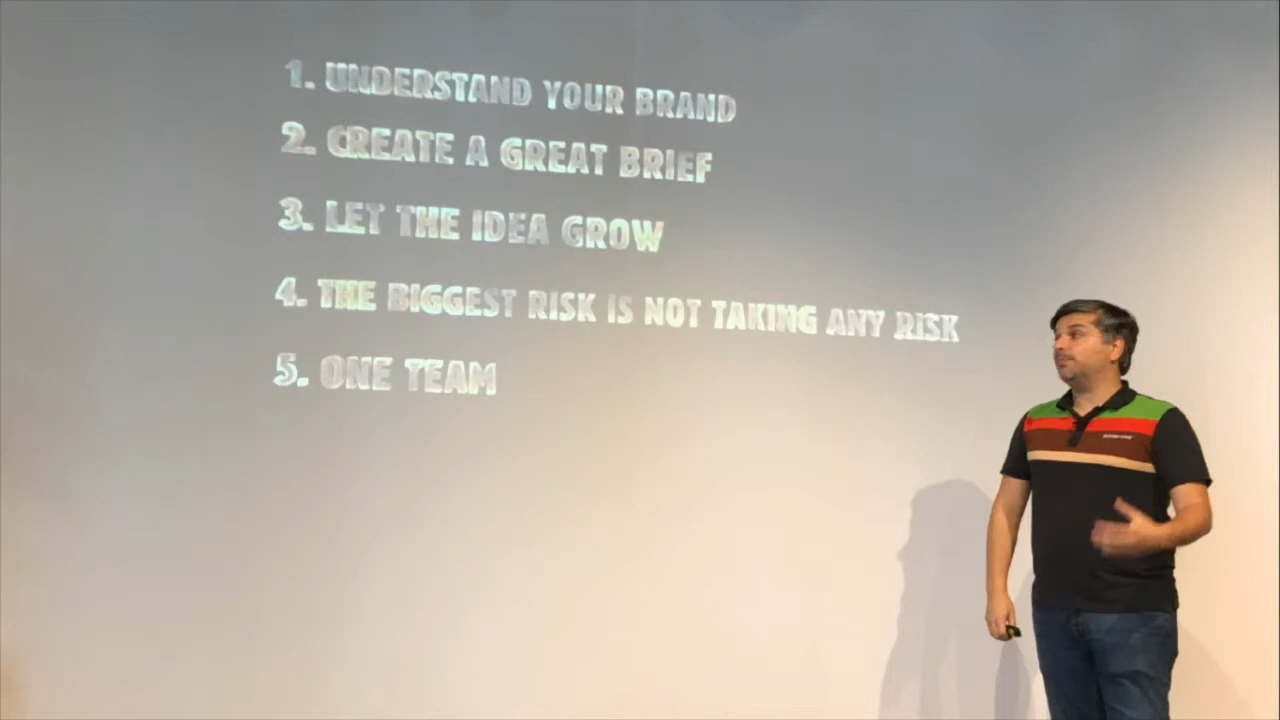 1. UNDERSTAND YOUR BRAND
2. CREATE A GREAT BRIEF
3. LET THE IDEA GROW
4. THE BIGGEST RISK IS NOT TAKING ANY RISK
5. ONE TEAM